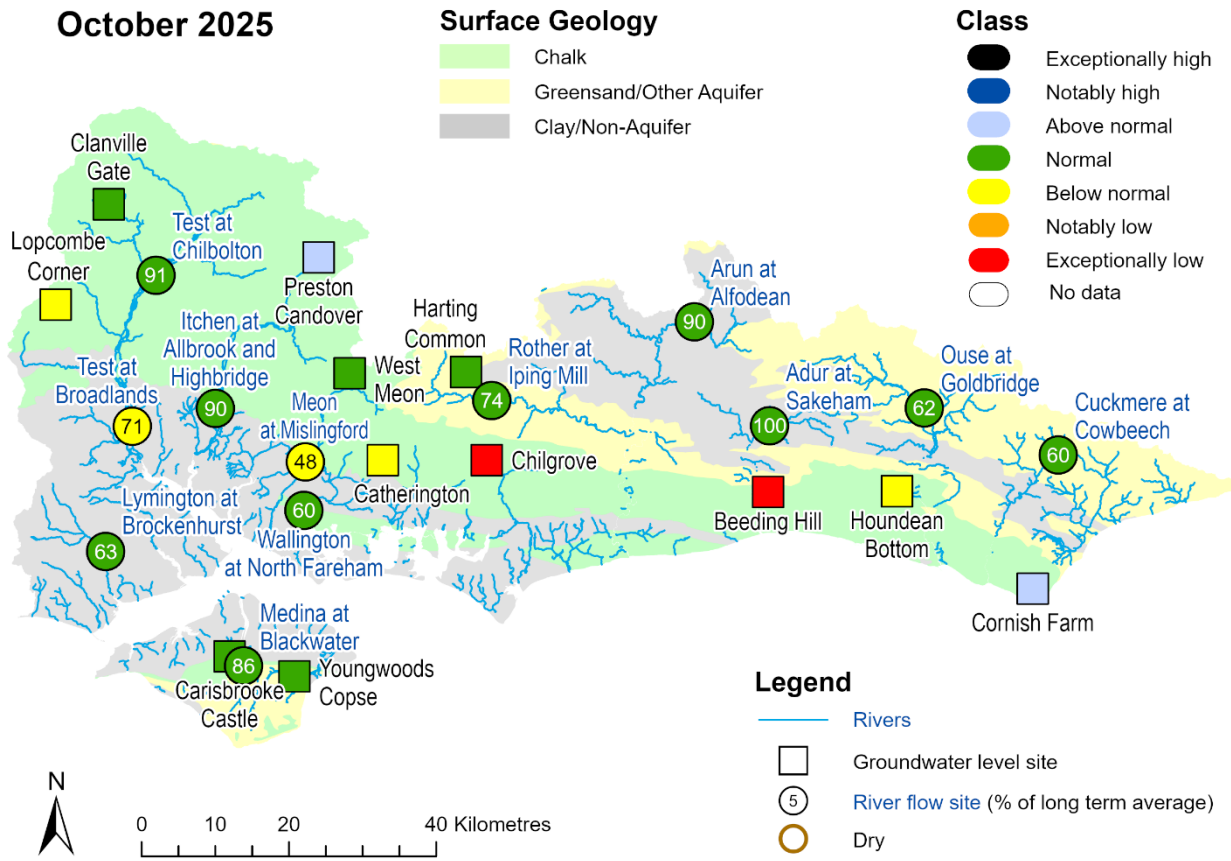 October 2025
Surface Geology
Chalk
Greensand/Other Aquifer
Clay/Non-Aquifer
Class
Exceptionally high
Notably high
Above normal
Normal
Below normal
Notably low
Exceptionally low
No data
Clanville
Gate
Lopcombe
Corner
Test at
Chilbolton
91
Preston
Candover
Itchen at
Allbrook and
Highbridge
90
Test at
Broadlands
71
West
Meon
Harting
Common
Rother at
Iping Mill
74
Arun at
Alfodean
90
Adur at
Sakeham
100
Ouse at
Goldbridge
62
Cuckmere at
Cowbeech
60
Meon
at Mislingford
48
Catherington
Chilgrove
Beeding Hill
Houndean
Bottom
Cornish Farm
Lymington at
Brockenhurst
63
60
Wallington
at North Fareham
Medina at
Blackwater
86
Carisbrooke
Castle
Youngwoods
Copse
N
0 10 20 40 Kilometres
Legend
Rivers
Groundwater level site
5 River flow site (% of long term average)
Dry